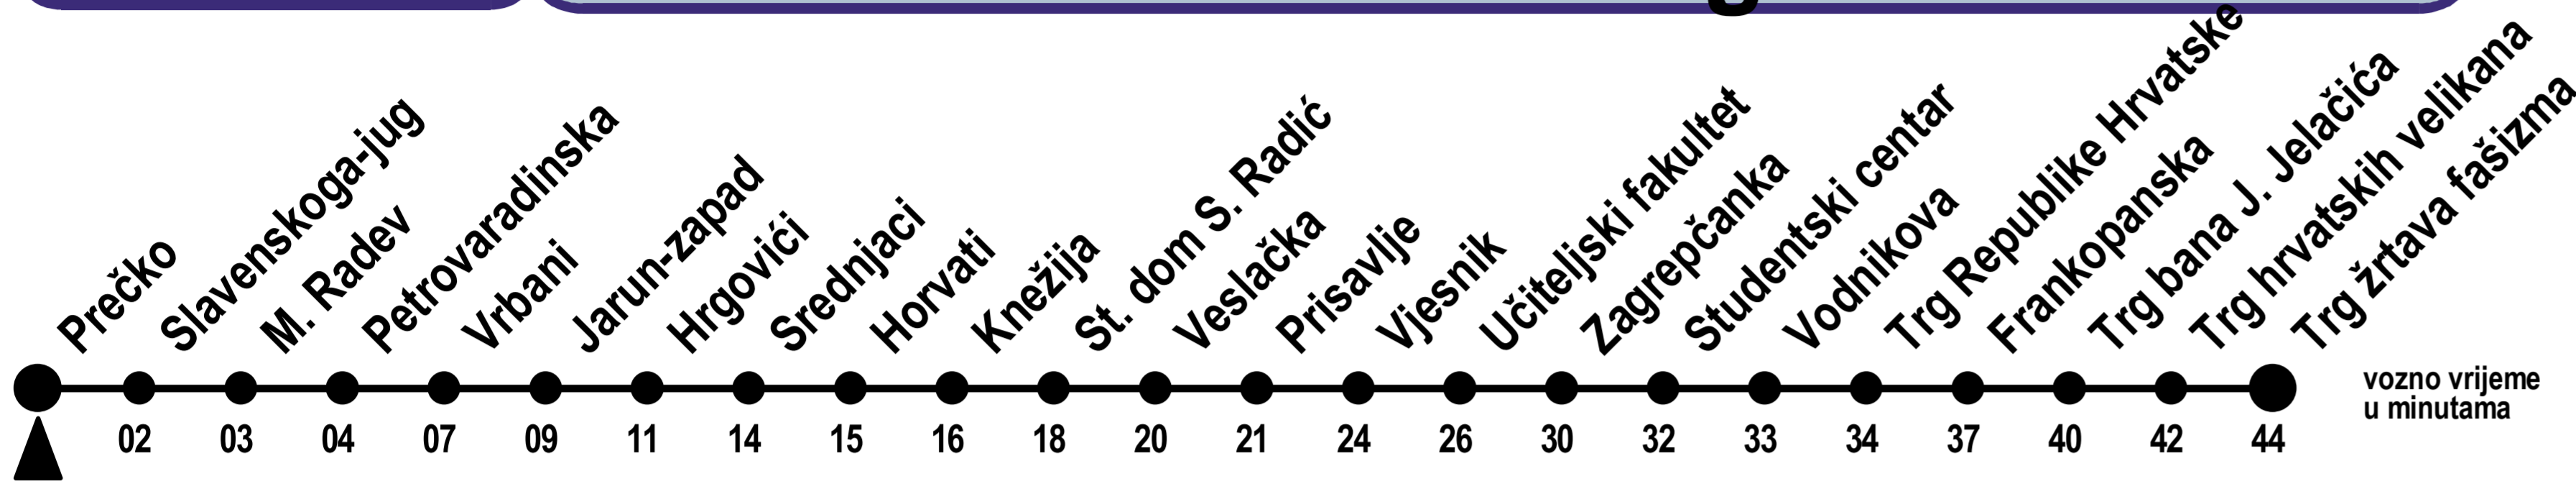 Prečko
Slavenskoga-jug
M. Radev
Petrovaradinska
Vrbani
Jarun-zapad
Hrgovići
Srednjaci
Horvati
Knežija
St. dom S. Radić
Veslačka
Prisavlje
Vjesnik
Učiteljski fakultet
Zagrepčanka
Studentski centar
Vodnikova
Trg Republike Hrvatske
Frankopanska
Trg bana J. Jelačića
Trg hrvatskih velikana
Trg žrtava fašizma
vozno vrijeme
u minutama
02 03 04 07 09 11 14 15 16 18 20 21 24 26 30 32 33 34 37 40 42 44